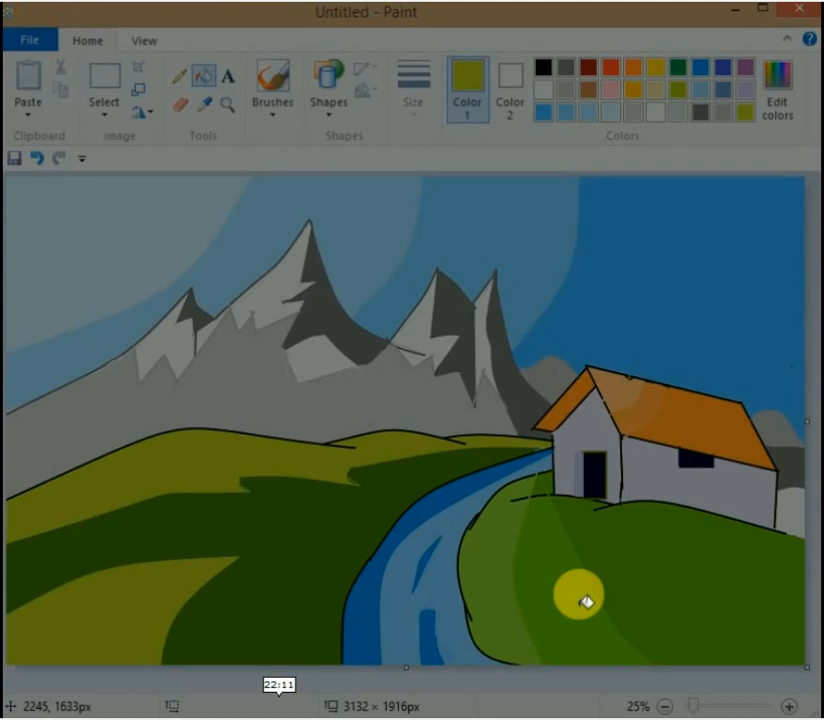 Untitled - Paint
File Home View
Paste Select Brushes Shapes Size Color 1 Color 2 Edit colors
Clipboard Image Tools Shapes Colors
22:11
2245, 1633px 3132 × 1916px 25%